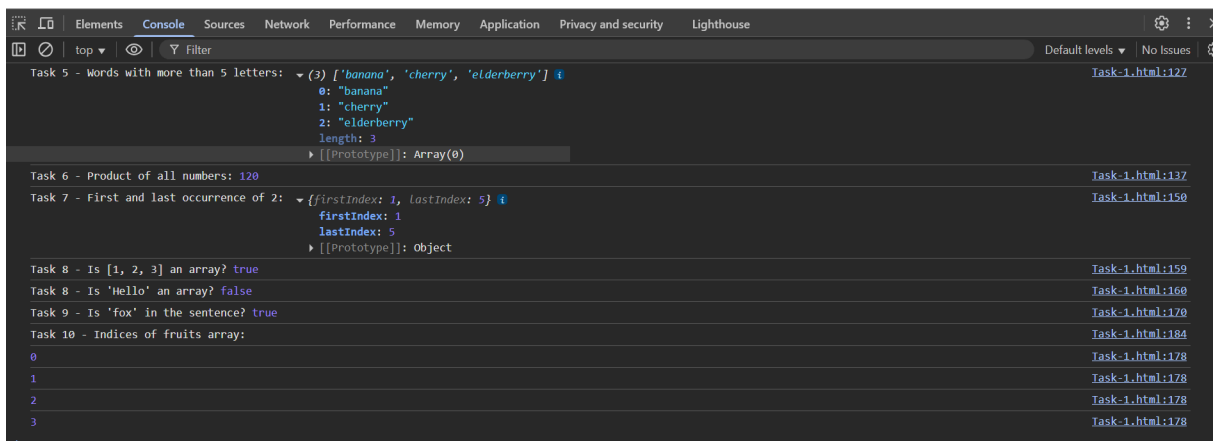 Elements Console Sources Network Performance Memory Application Privacy and security Lighthouse
top Filter Default levels No Issues
Task 5 - Words with more than 5 letters: (3) ['banana', 'cherry', 'elderberry'] Task-1.html:127
0: "banana"
1: "cherry"
2: "elderberry"
length: 3
[[Prototype]]: Array(0)
Task 6 - Product of all numbers: 120 Task-1.html:137
Task 7 - First and last occurrence of 2: {firstIndex: 1, lastIndex: 5} Task-1.html:150
firstIndex: 1
lastIndex: 5
[[Prototype]]: Object
Task 8 - Is [1, 2, 3] an array? true Task-1.html:159
Task 8 - Is 'Hello' an array? false Task-1.html:160
Task 9 - Is 'fox' in the sentence? true Task-1.html:170
Task 10 - Indices of fruits array: Task-1.html:184
0 Task-1.html:178
1 Task-1.html:178
2 Task-1.html:178
3 Task-1.html:178